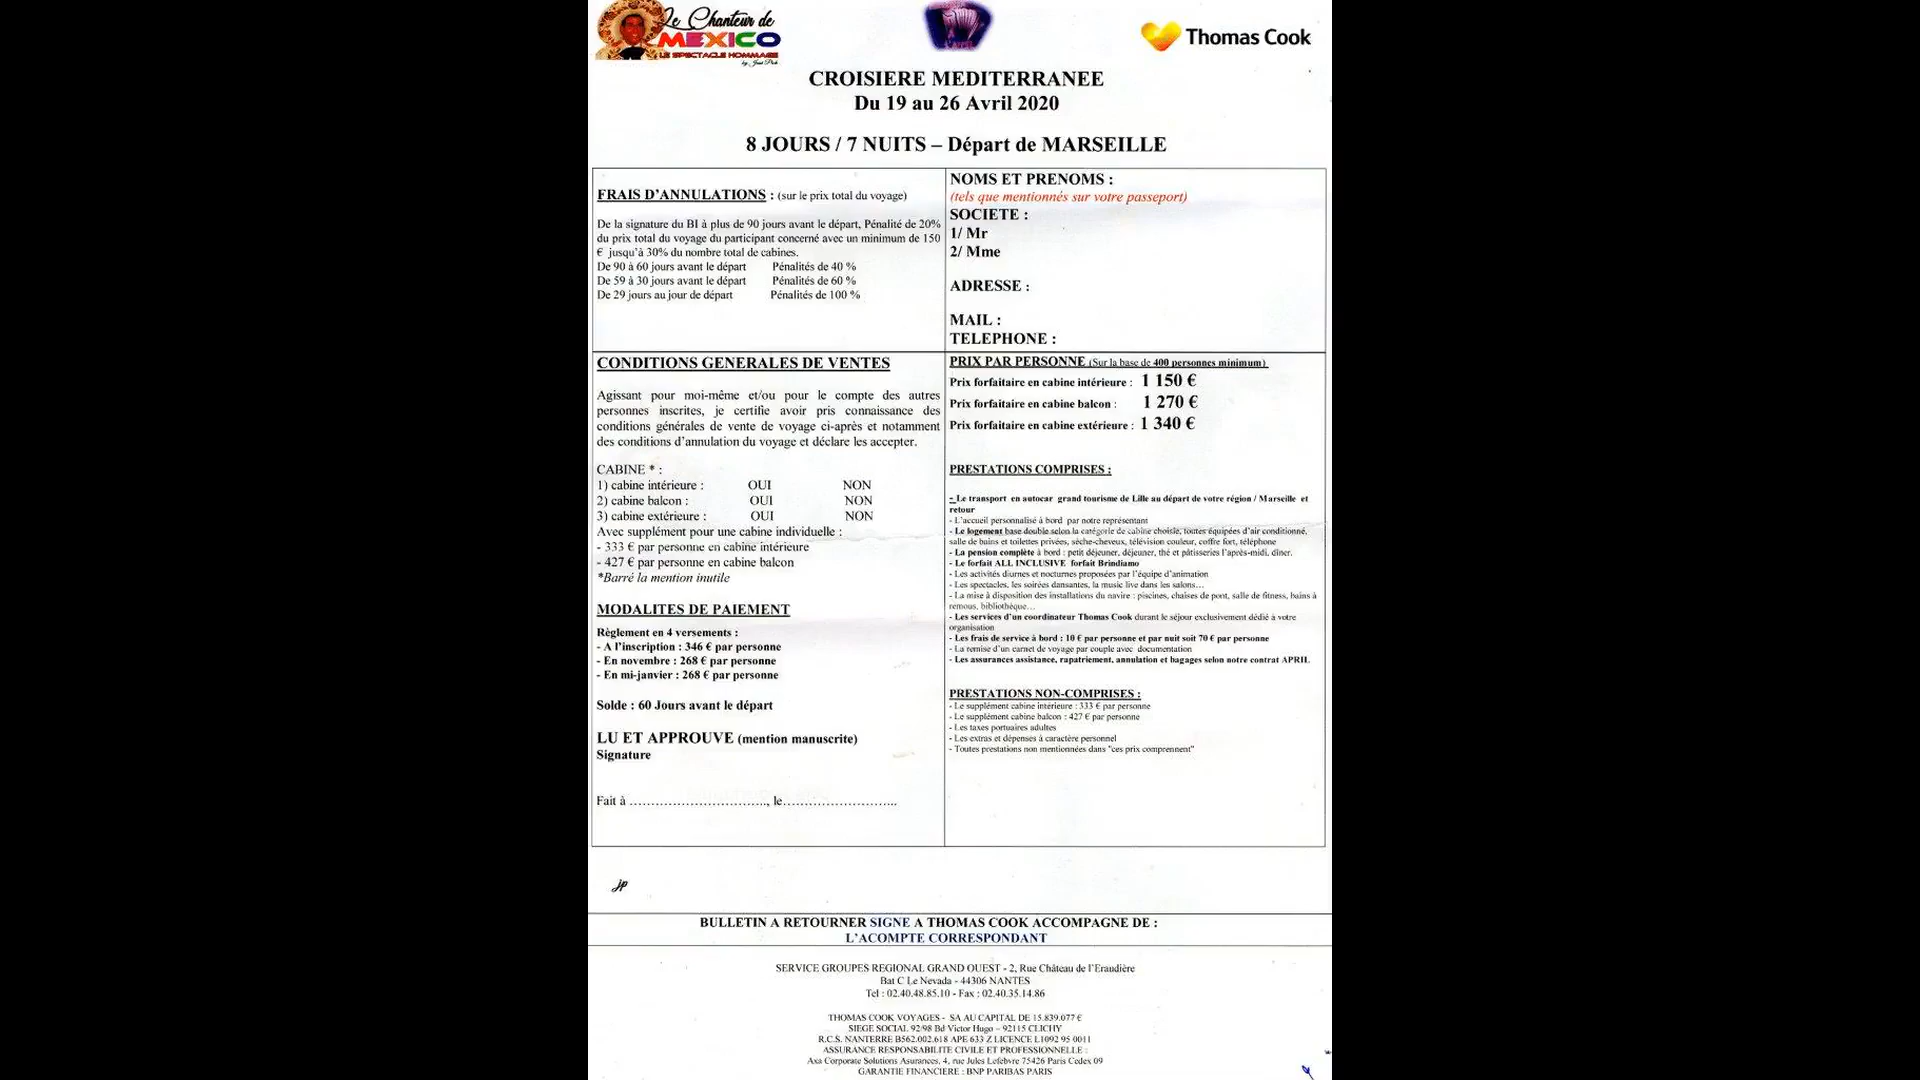 Le Chanteur de
MEXICO
LE SPECTACLE HOMMAGE
Thomas Cook
CROISIERE MEDITERRANEE
Du 19 au 26 Avril 2020
8 JOURS / 7 NUITS – Départ de MARSEILLE
FRAIS D'ANNULATIONS : (sur le prix total du voyage)
De la signature du BI à plus de 90 jours avant le départ, Pénalité de 20%
du prix total du voyage du participant concerné avec un minimum de 150
€ jusqu'à 30% du nombre total de cabines.
De 90 à 60 jours avant le départ Pénalités de 40 %
De 59 à 30 jours avant le départ Pénalités de 60 %
De 29 jours au jour de départ Pénalités de 100 %
NOMS ET PRENOMS :
(tels que mentionnés sur votre passeport)
SOCIETE :
1/ Mr
2/ Mme
ADRESSE :
MAIL :
TELEPHONE :
CONDITIONS GENERALES DE VENTES
Agissant pour moi-même et/ou pour le compte des autres
personnes inscrites, je certifie avoir pris connaissance des
conditions générales de vente de voyage ci-après et notamment
des conditions d'annulation du voyage et déclare les accepter.
CABINE * :
1) cabine intérieure : OUI NON
2) cabine balcon : OUI NON
3) cabine extérieure : OUI NON
Avec supplément pour une cabine individuelle :
- 333 € par personne en cabine intérieure
- 427 € par personne en cabine balcon
*Barré la mention inutile
MODALITES DE PAIEMENT
Règlement en 4 versements :
- A l'inscription : 346 € par personne
- En novembre : 268 € par personne
- En mi-janvier : 268 € par personne
Solde : 60 Jours avant le départ
LU ET APPROUVE (mention manuscrite)
Signature
Fait à ................................., le...........................
PRIX PAR PERSONNE (Sur la base de 400 personnes minimum)
Prix forfaitaire en cabine intérieure : 1 150 €
Prix forfaitaire en cabine balcon : 1 270 €
Prix forfaitaire en cabine extérieure : 1 340 €
PRESTATIONS COMPRISES :
- Le transport en autocar grand tourisme de Lille au départ de votre région / Marseille et
retour
- L'accueil personnalisé à bord par notre représentant
- Le logement base double selon la catégorie de cabine choisie, toutes équipées d'air conditionné,
salle de bains et toilettes privées, sèche-cheveux, télévision couleur, coffre fort, téléphone
- La pension complète à bord : petit déjeuner, déjeuner, thé et pâtisseries l'après-midi, dîner.
- Le forfait ALL INCLUSIVE forfait Brindiamo
- Les activités diurnes et nocturnes proposées par l'équipe d'animation
- Les spectacles, les soirées dansantes, la music live dans les salons…
- La mise à disposition des installations du navire : piscines, chaises de pont, salle de fitness, bains à
remous, bibliothèque…
- Les services d'un coordinateur Thomas Cook durant le séjour exclusivement dédié à votre
organisation
- Les frais de service à bord : 10 € par personne et par nuit soit 70 € par personne
- La remise d'un carnet de voyage par couple avec documentation
- Les assurances assistance, rapatriement, annulation et bagages selon notre contrat APRIL
PRESTATIONS NON-COMPRISES :
- Le supplément cabine intérieure : 333 € par personne
- Le supplément cabine balcon : 427 € par personne
- Les taxes portuaires adultes
- Les extras et dépenses à caractère personnel
- Toutes prestations non mentionnées dans "ces prix comprennent"
jp
BULLETIN A RETOURNER SIGNE A THOMAS COOK ACCOMPAGNE DE :
L'ACOMPTE CORRESPONDANT
SERVICE GROUPES REGIONAL GRAND OUEST - 2, Rue Château de l'Eraudière
Bat C Le Nevada - 44306 NANTES
Tel : 02.40.48.85.10 - Fax : 02.40.35.14.86
THOMAS COOK VOYAGES - SA AU CAPITAL DE 15.839.077 €
SIEGE SOCIAL 92/98 Bd Victor Hugo – 92115 CLICHY
R.C.S. NANTERRE B562.002.618 APE 633 Z LICENCE L1092 95 0011
ASSURANCE RESPONSABILITE CIVILE ET PROFESSIONNELLE :
Axa Corporate Solutions Asurances, 4, rue Jules Lefebvre 75426 Paris Cedex 09
GARANTIE FINANCIERE : BNP PARIBAS PARIS